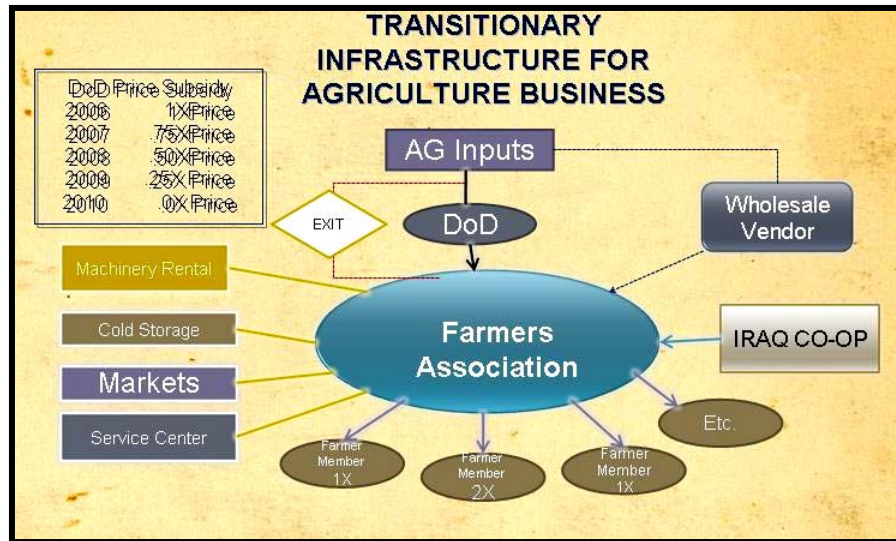 TRANSITIONARY
INFRASTRUCTURE FOR
AGRICULTURE BUSINESS
DoD Price Subsidy
2006 1XPrice
2007 .75XPrice
2008 .50XPrice
2009 .25X Price
2010 .0X Price
AG Inputs
EXIT
DoD
Wholesale
Vendor
Machinery Rental
Cold Storage
Markets
Service Center
Farmers
Association
IRAQ CO-OP
Farmer
Member
1X
Farmer
Member
2X
Farmer
Member
1X
Etc.